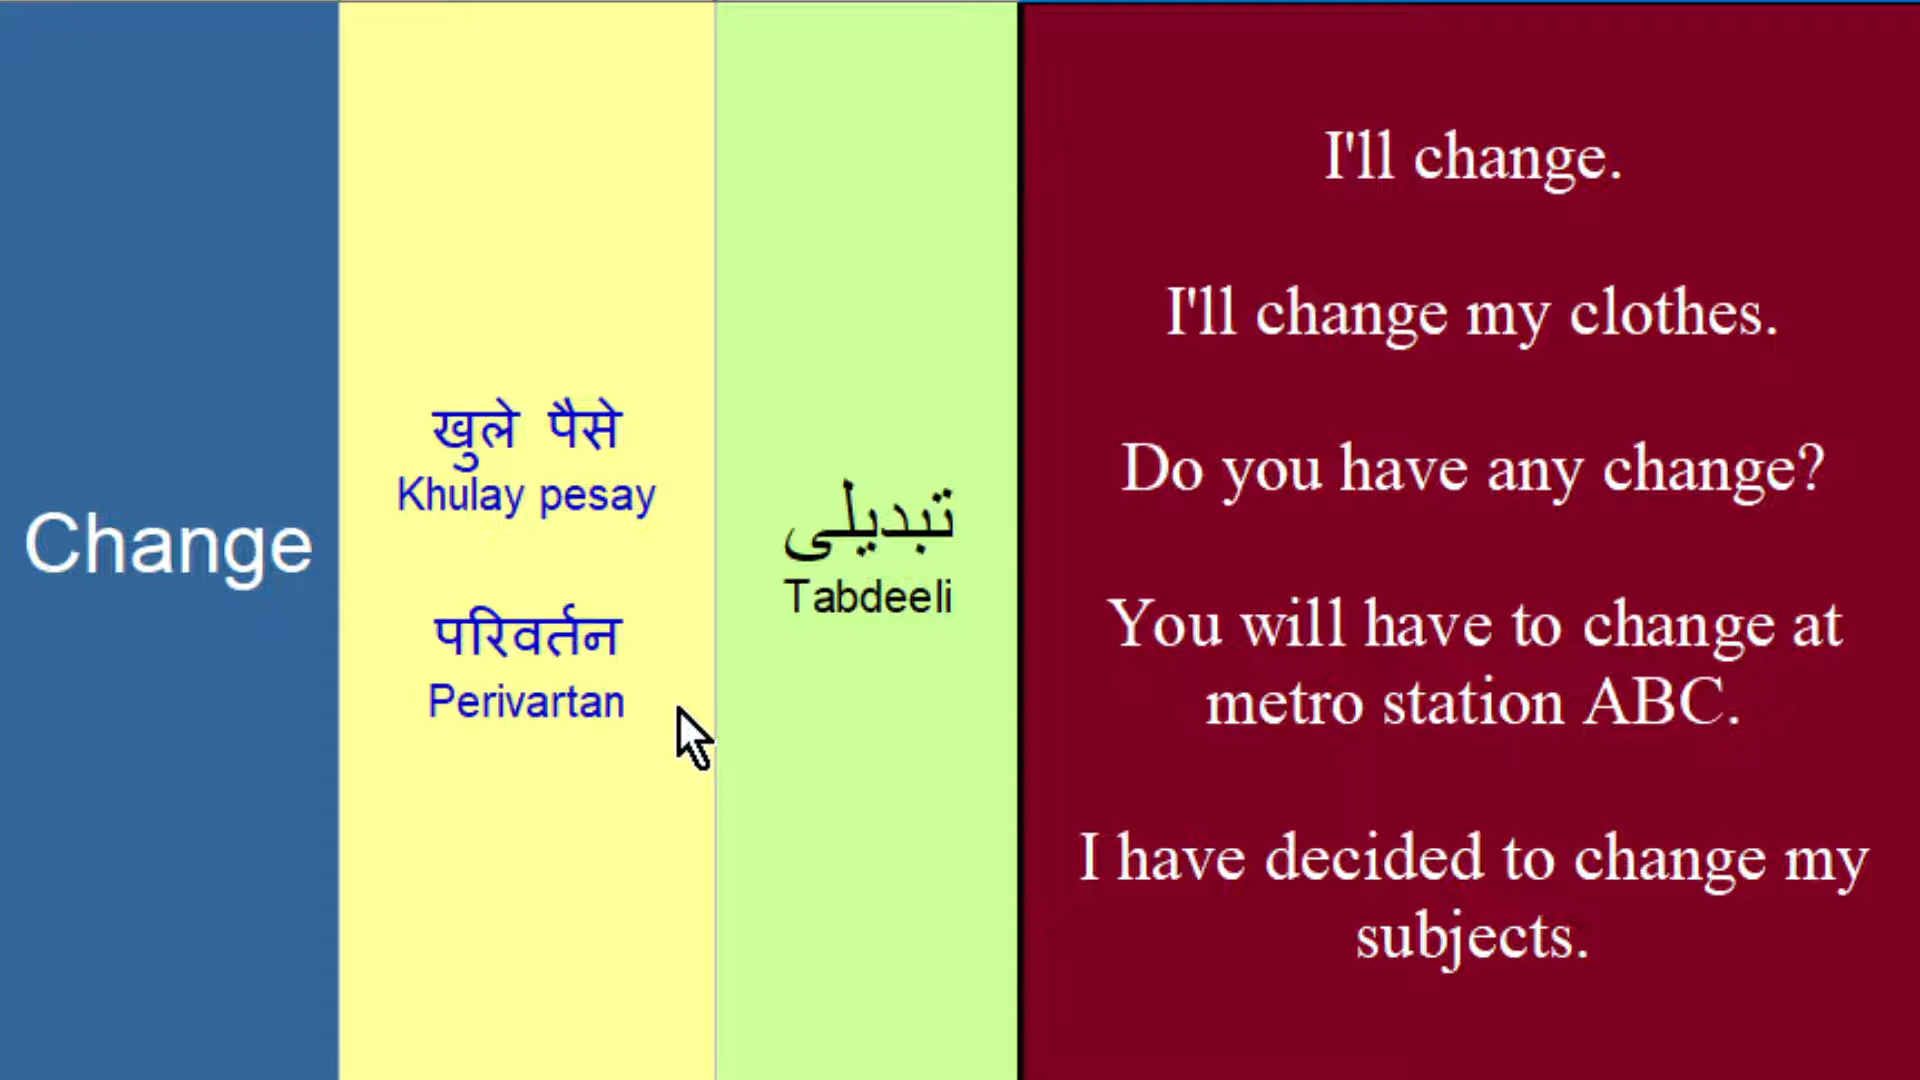 Change
खुले पैसे
Khulay pesay
परिवर्तन
Perivartan
تبدیلی
Tabdeeli
I'll change.
I'll change my clothes.
Do you have any change?
You will have to change at
metro station ABC.
I have decided to change my
subjects.